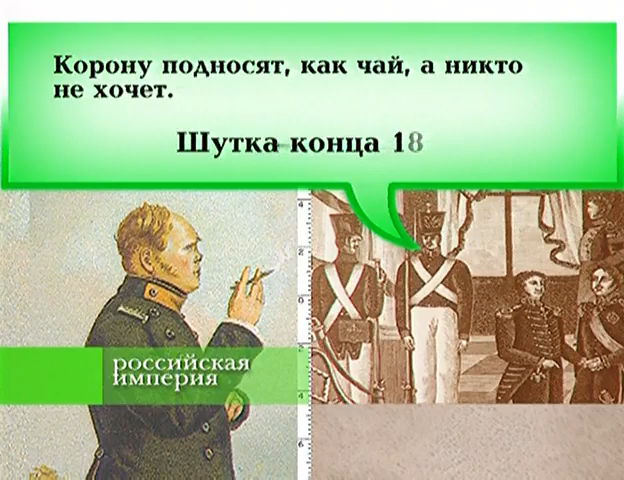 Корону подносят, как чай, а никто
не хочет.
Шутка конца 18
российская
империя